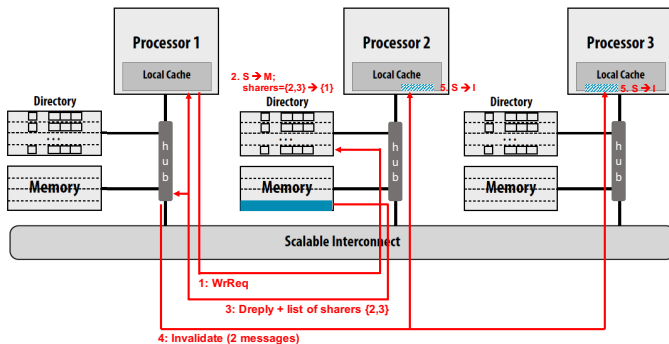 Processor 1
Local Cache
Processor 2
Local Cache
Processor 3
Local Cache
2. S → M;
sharers={2,3} → {1}
5. S → I
5. S → I
Directory
...
hub
Memory
Directory
...
hub
Memory
Directory
...
hub
Memory
Scalable Interconnect
1: WrReq
3: Dreply + list of sharers {2,3}
4: Invalidate (2 messages)